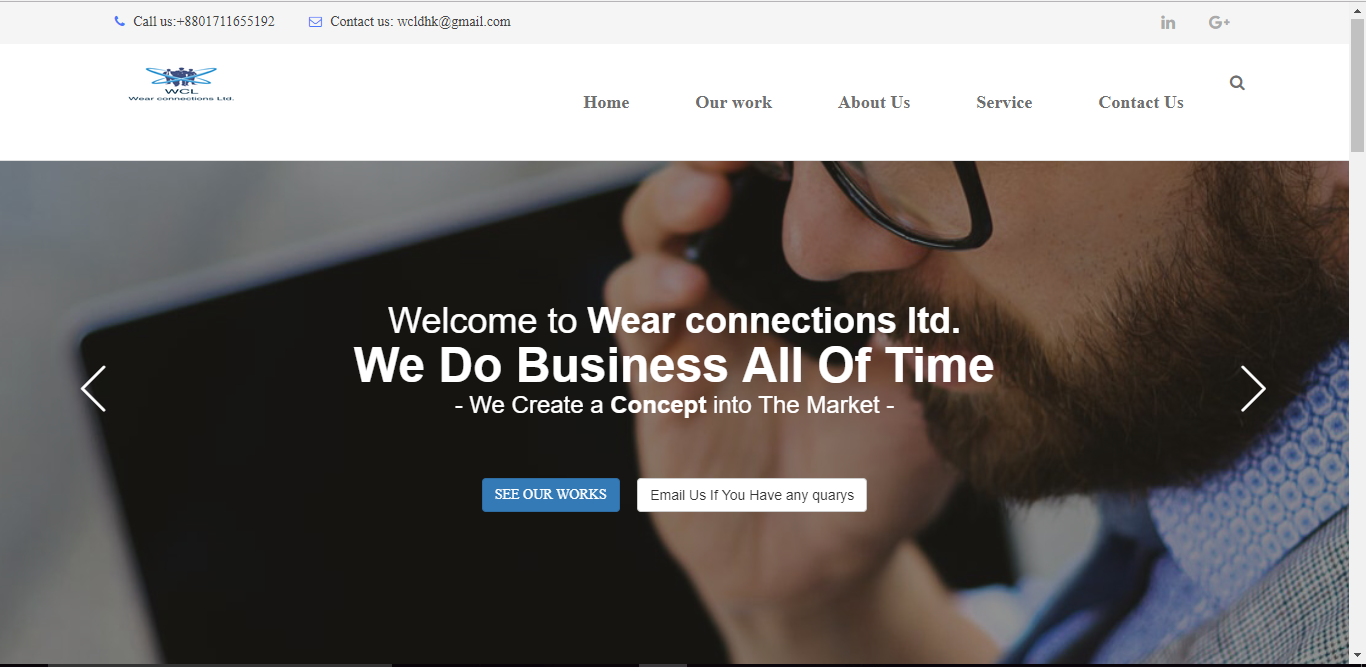 Call us:+8801711655192 Contact us: wcldhk@gmail.com in G+
WCL
Wear connections Ltd.
Home Our work About Us Service Contact Us
Welcome to Wear connections ltd.
We Do Business All Of Time
- We Create a Concept into The Market -
SEE OUR WORKS Email Us If You Have any quarys